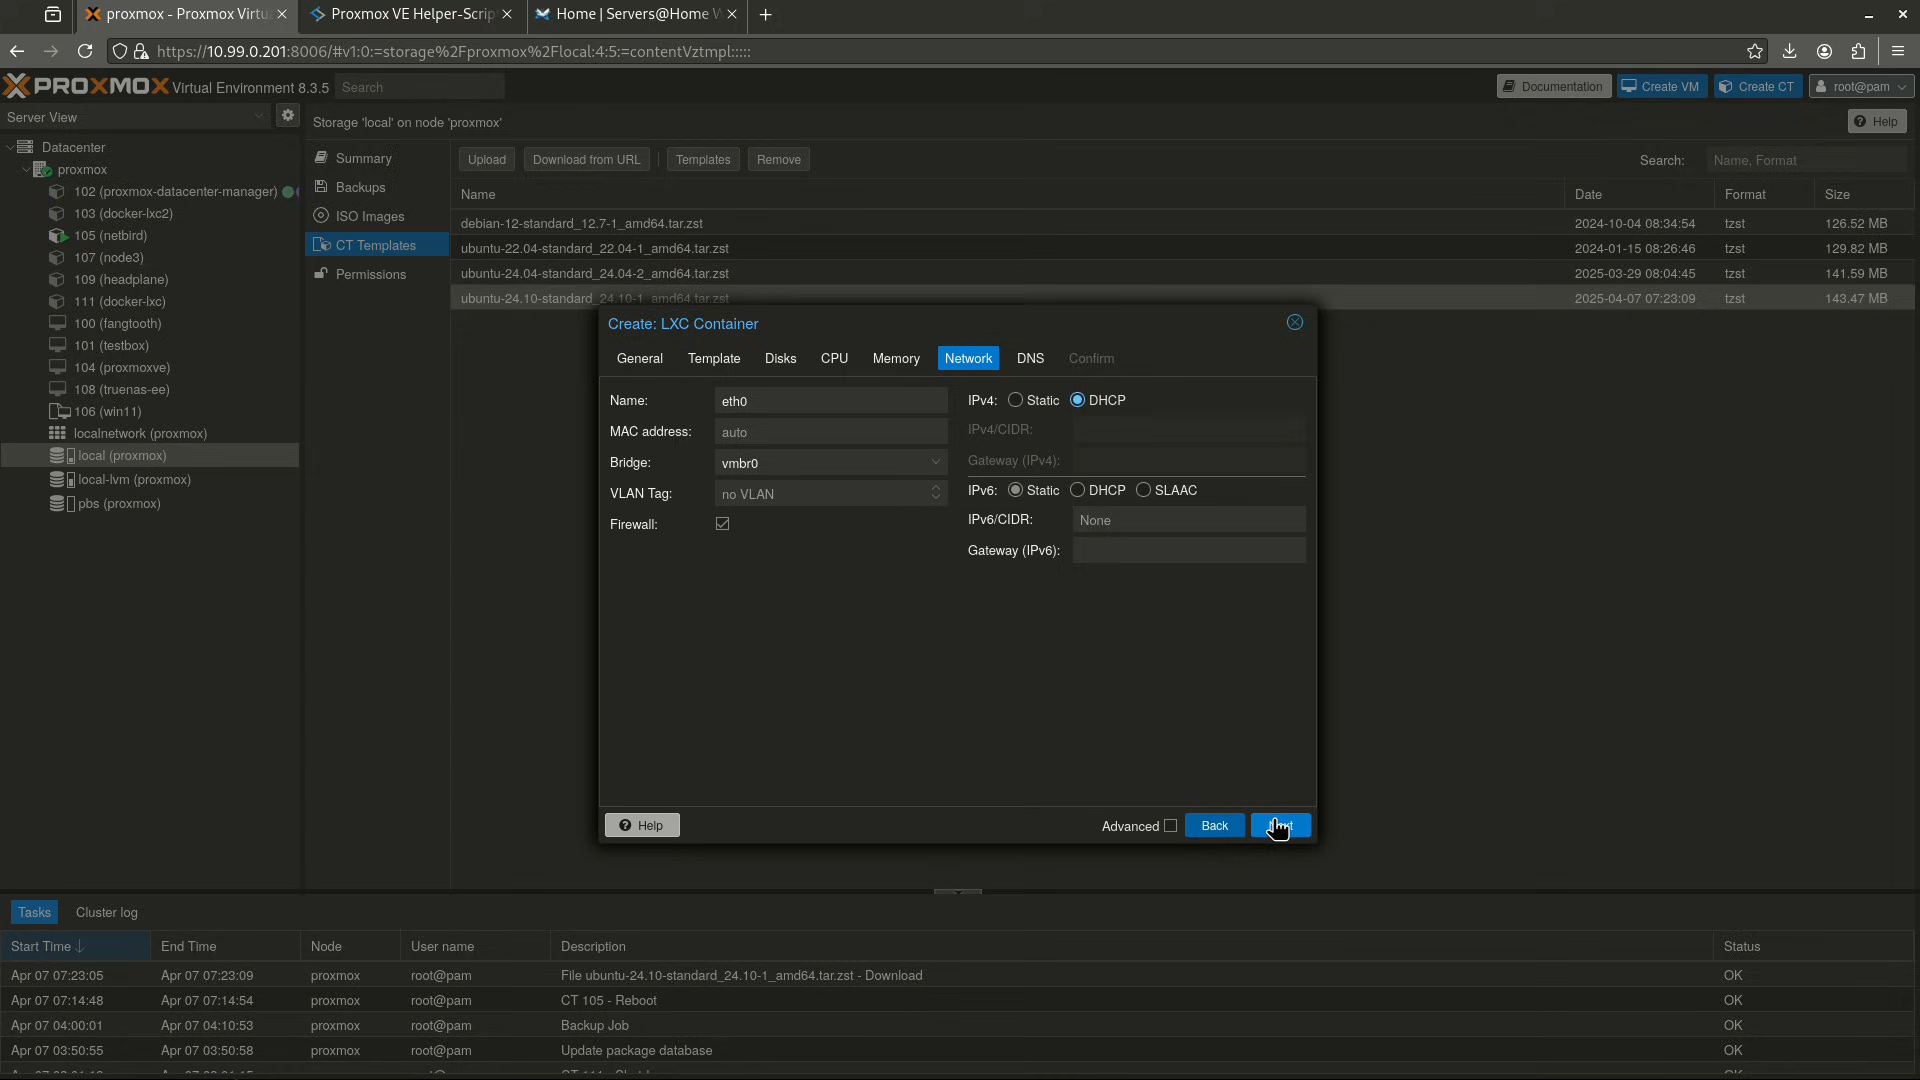 proxmox - Proxmox Virtu
Proxmox VE Helper-Scrip
Home | Servers@Home W
https://10.99.0.201:8006/#v1:0:=storage%2Fproxmox%2Flocal:4:5:=contentVztmpl:::::
PROXMOX Virtual Environment 8.3.5 Search
Documentation Create VM Create CT root@pam
Server View
Storage 'local' on node 'proxmox' Help
Datacenter
proxmox
102 (proxmox-datacenter-manager)
103 (docker-lxc2)
105 (netbird)
107 (node3)
109 (headplane)
111 (docker-lxc)
100 (fangtooth)
101 (testbox)
104 (proxmoxve)
108 (truenas-ee)
106 (win11)
localnetwork (proxmox)
local (proxmox)
local-lvm (proxmox)
pbs (proxmox)
Summary
Backups
ISO Images
CT Templates
Permissions
Upload Download from URL Templates Remove Search: Name, Format
Name Date Format Size
debian-12-standard_12.7-1_amd64.tar.zst 2024-10-04 08:34:54 tzst 126.52 MB
ubuntu-22.04-standard_22.04-1_amd64.tar.zst 2024-01-15 08:26:46 tzst 129.82 MB
ubuntu-24.04-standard_24.04-2_amd64.tar.zst 2025-03-29 08:04:45 tzst 141.59 MB
ubuntu-24.10-standard_24.10-1_amd64.tar.zst 2025-04-07 07:23:09 tzst 143.47 MB
Create: LXC Container
General Template Disks CPU Memory Network DNS Confirm
Name: eth0
MAC address: auto
Bridge: vmbr0
VLAN Tag: no VLAN
Firewall:
IPv4: Static DHCP
IPv4/CIDR:
Gateway (IPv4):
IPv6: Static DHCP SLAAC
IPv6/CIDR: None
Gateway (IPv6):
Help Advanced Back
Tasks Cluster log
Start Time End Time Node User name Description Status
Apr 07 07:23:05 Apr 07 07:23:09 proxmox root@pam File ubuntu-24.10-standard_24.10-1_amd64.tar.zst - Download OK
Apr 07 07:14:48 Apr 07 07:14:54 proxmox root@pam CT 105 - Reboot OK
Apr 07 04:00:01 Apr 07 04:10:53 proxmox root@pam Backup Job OK
Apr 07 03:50:55 Apr 07 03:50:58 proxmox root@pam Update package database OK